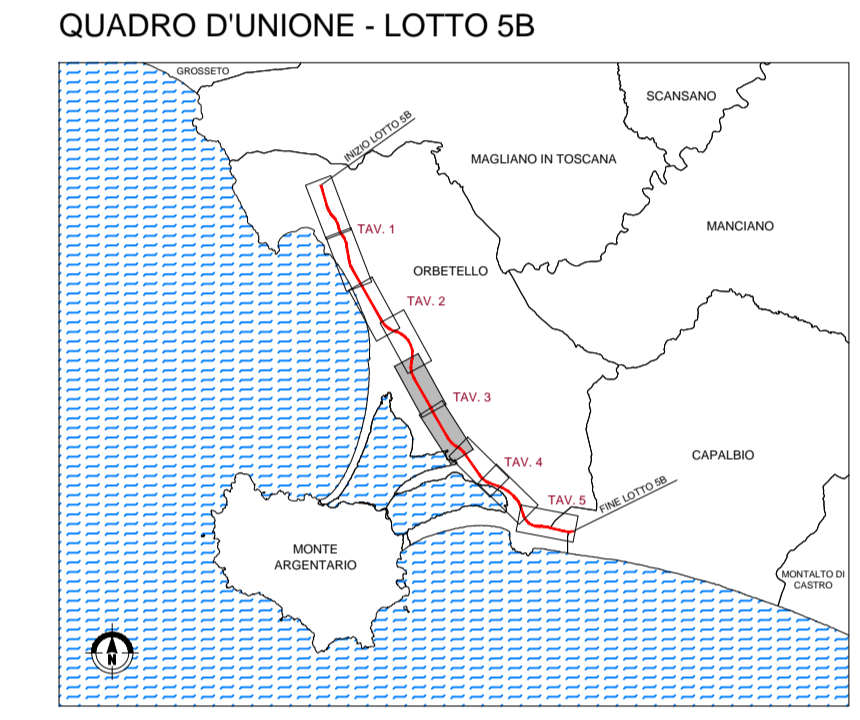 QUADRO D'UNIONE - LOTTO 5B
GROSSETO
SCANSANO
INIZIO LOTTO 5B
MAGLIANO IN TOSCANA
MANCIANO
TAV. 1
ORBETELLO
TAV. 2
TAV. 3
CAPALBIO
TAV. 4
FINE LOTTO 5B
TAV. 5
MONTE
ARGENTARIO
MONTALTO DI
CASTRO
N